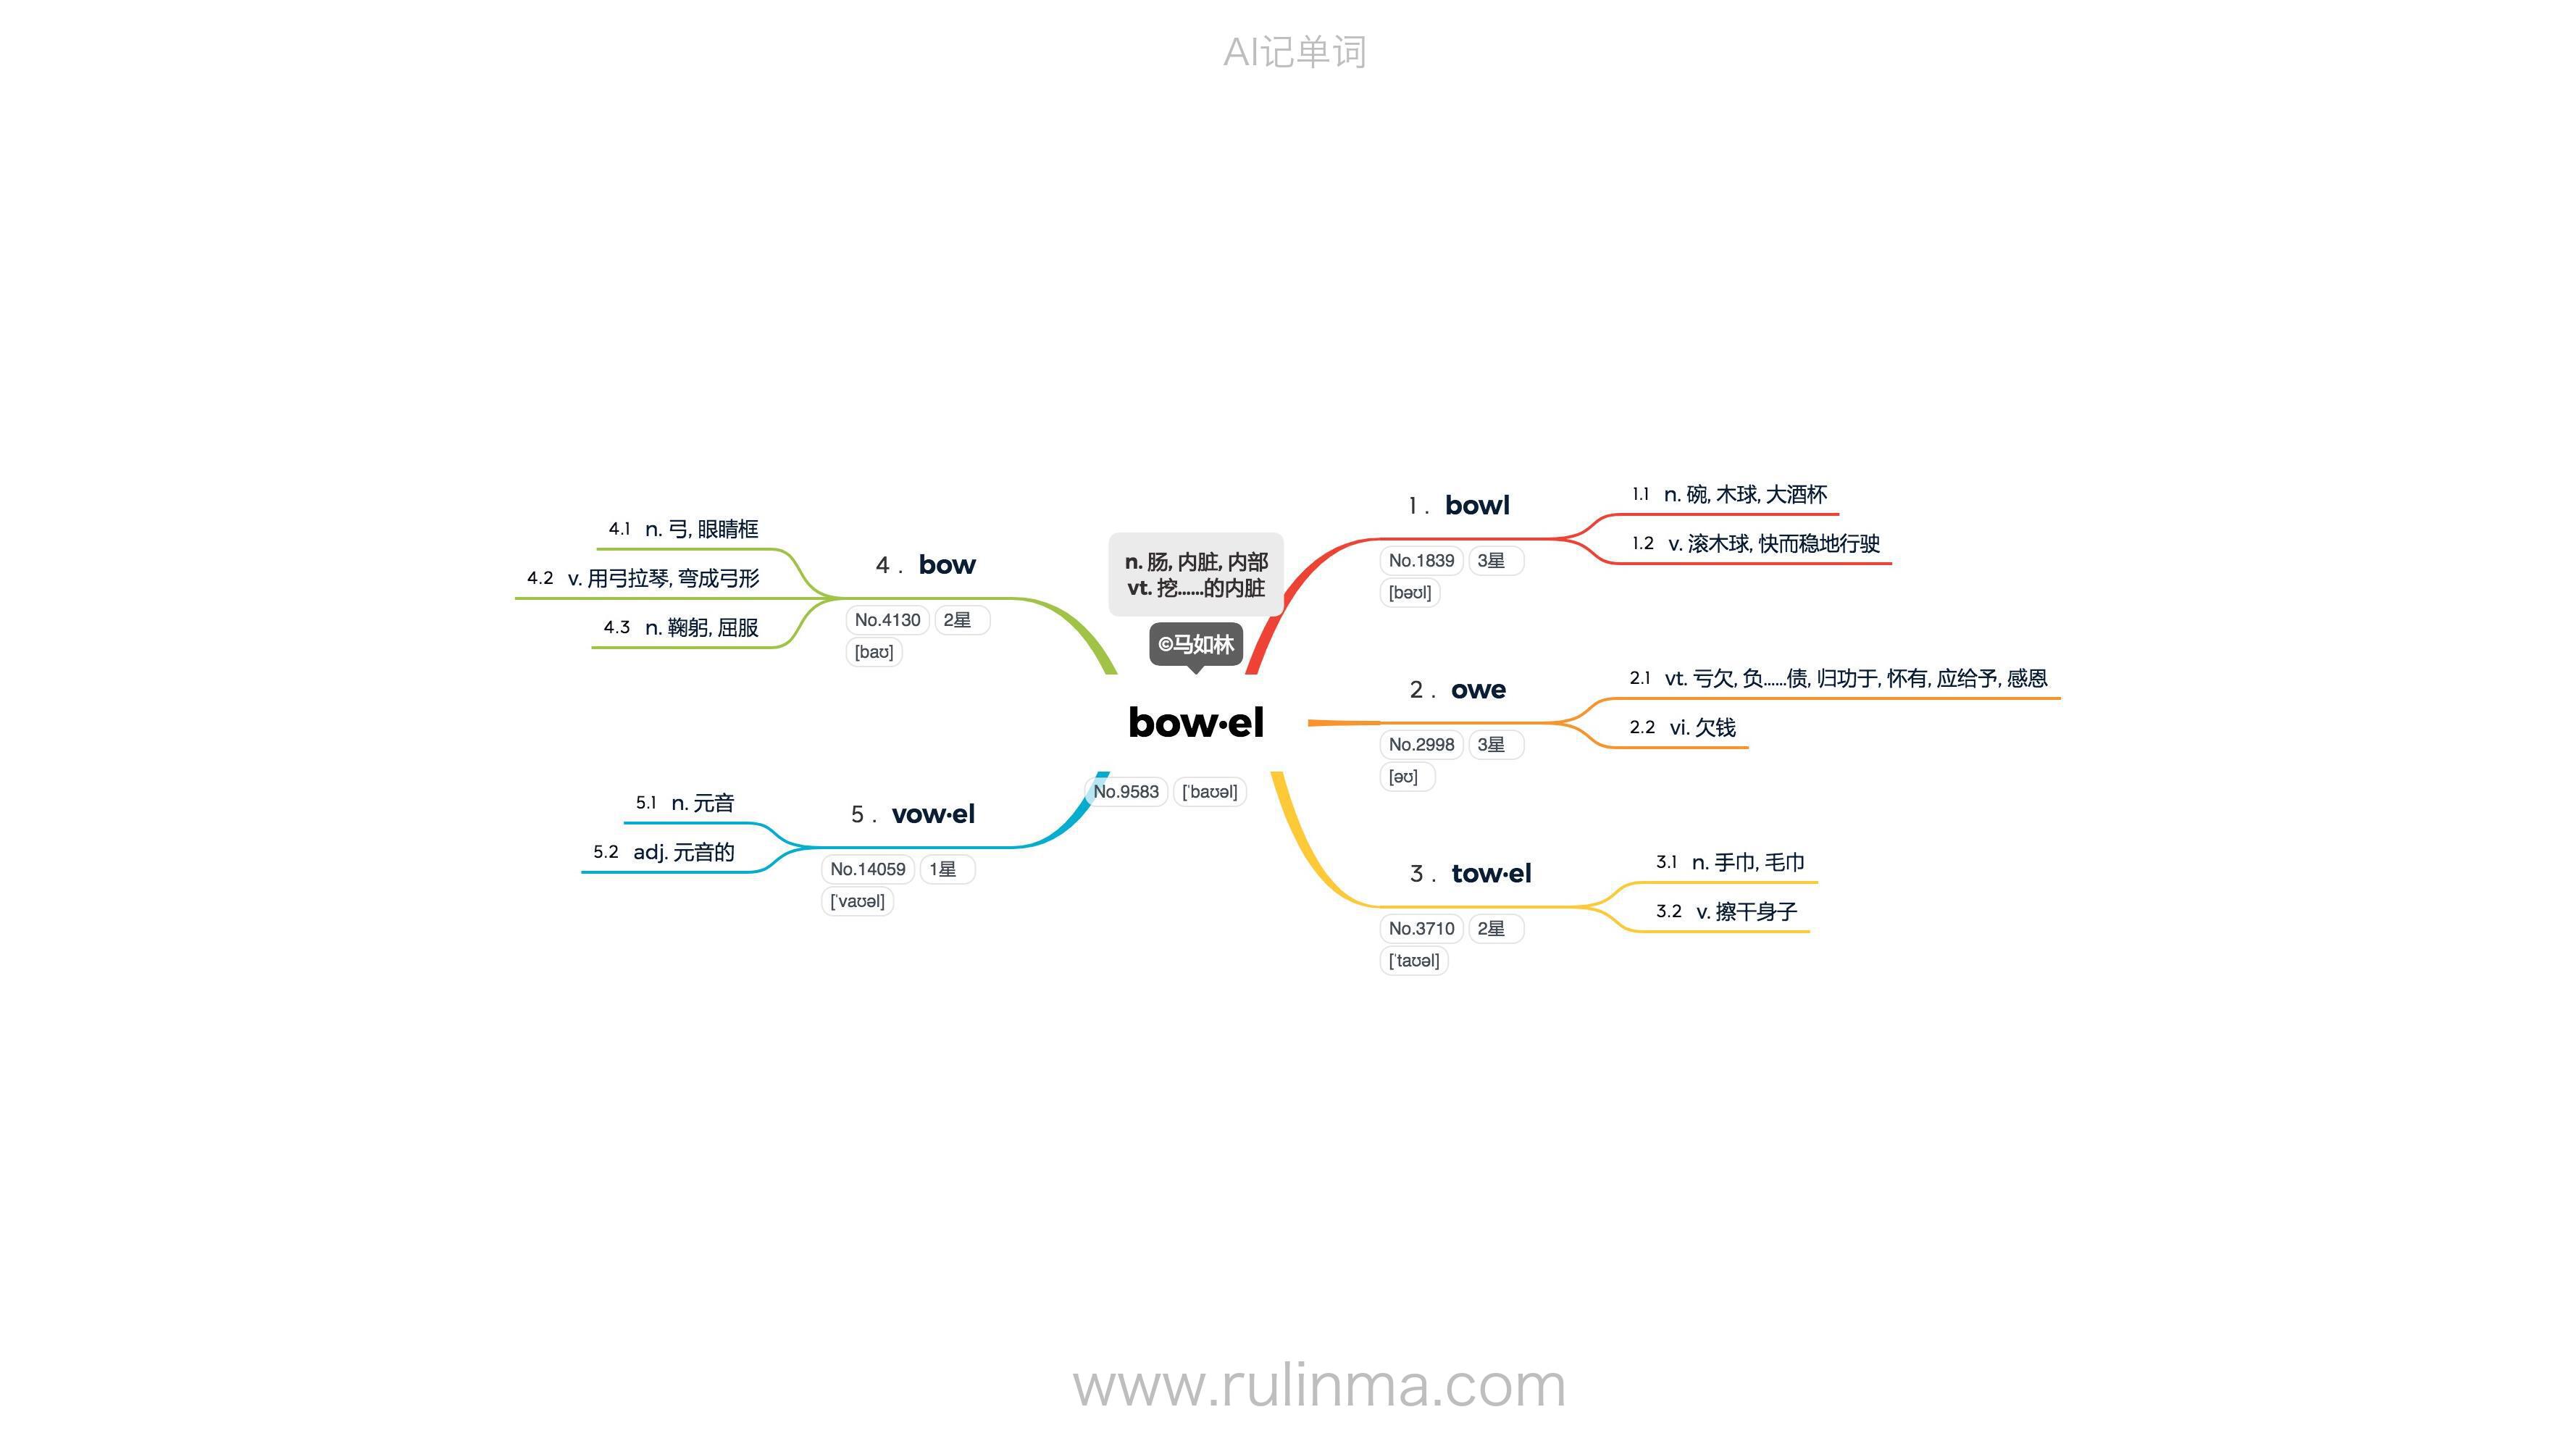 AI记单词
n. 肠, 内脏, 内部
vt. 挖......的内脏
©马如林
bow·el
No.9583 [ˈbaʊəl]
1 . bowl
No.1839 3星
[bəʊl]
1.1 n. 碗, 木球, 大酒杯
1.2 v. 滚木球, 快而稳地行驶
2 . owe
No.2998 3星
[əʊ]
2.1 vt. 亏欠, 负......债, 归功于, 怀有, 应给予, 感恩
2.2 vi. 欠钱
3 . tow·el
No.3710 2星
[ˈtaʊəl]
3.1 n. 手巾, 毛巾
3.2 v. 擦干身子
4 . bow
No.4130 2星
[baʊ]
4.1 n. 弓, 眼睛框
4.2 v. 用弓拉琴, 弯成弓形
4.3 n. 鞠躬, 屈服
5 . vow·el
No.14059 1星
[ˈvaʊəl]
5.1 n. 元音
5.2 adj. 元音的
www.rulinma.com